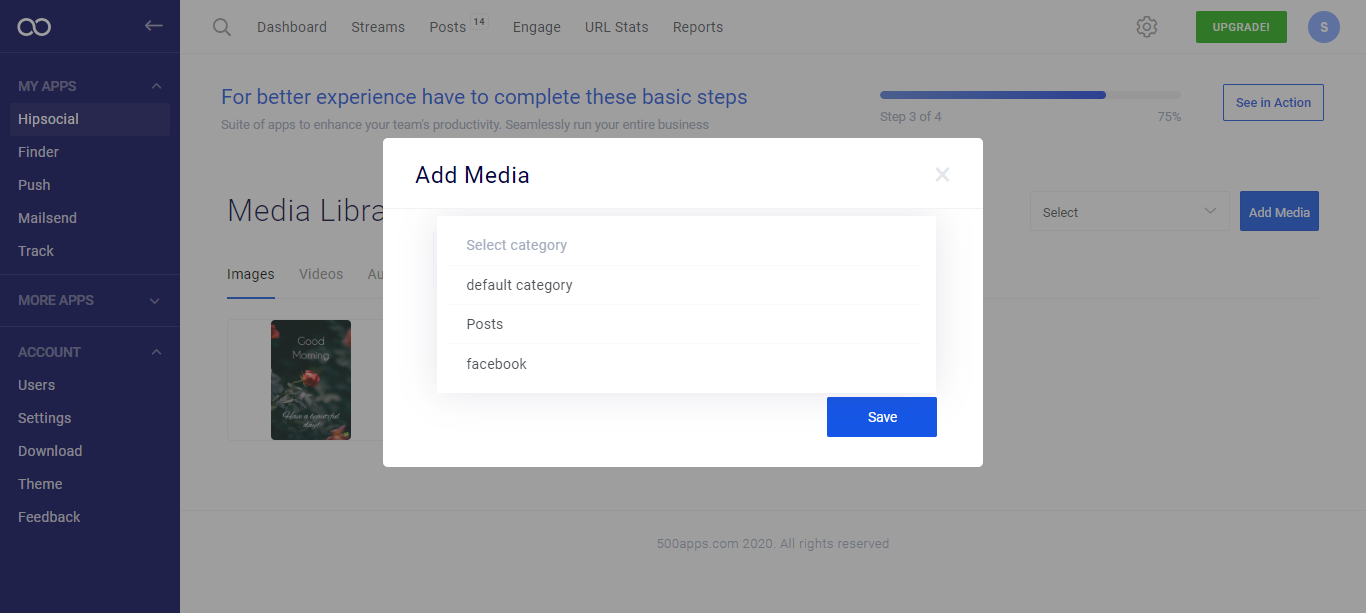 Dashboard
Streams
Posts 14
Engage
URL Stats
Reports
UPGRADE!
S
MY APPS
Hipsocial
Finder
Push
Mailsend
Track
MORE APPS
ACCOUNT
Users
Settings
Download
Theme
Feedback
For better experience have to complete these basic steps
Suite of apps to enhance your team's productivity. Seamlessly run your entire business
Step 3 of 4
75%
See in Action
Media Libra
Select
Add Media
Images
Videos
Au
Good
Morning
Have a beautiful
day!
Add Media
Select category
default category
Posts
facebook
Save
500apps.com 2020. All rights reserved